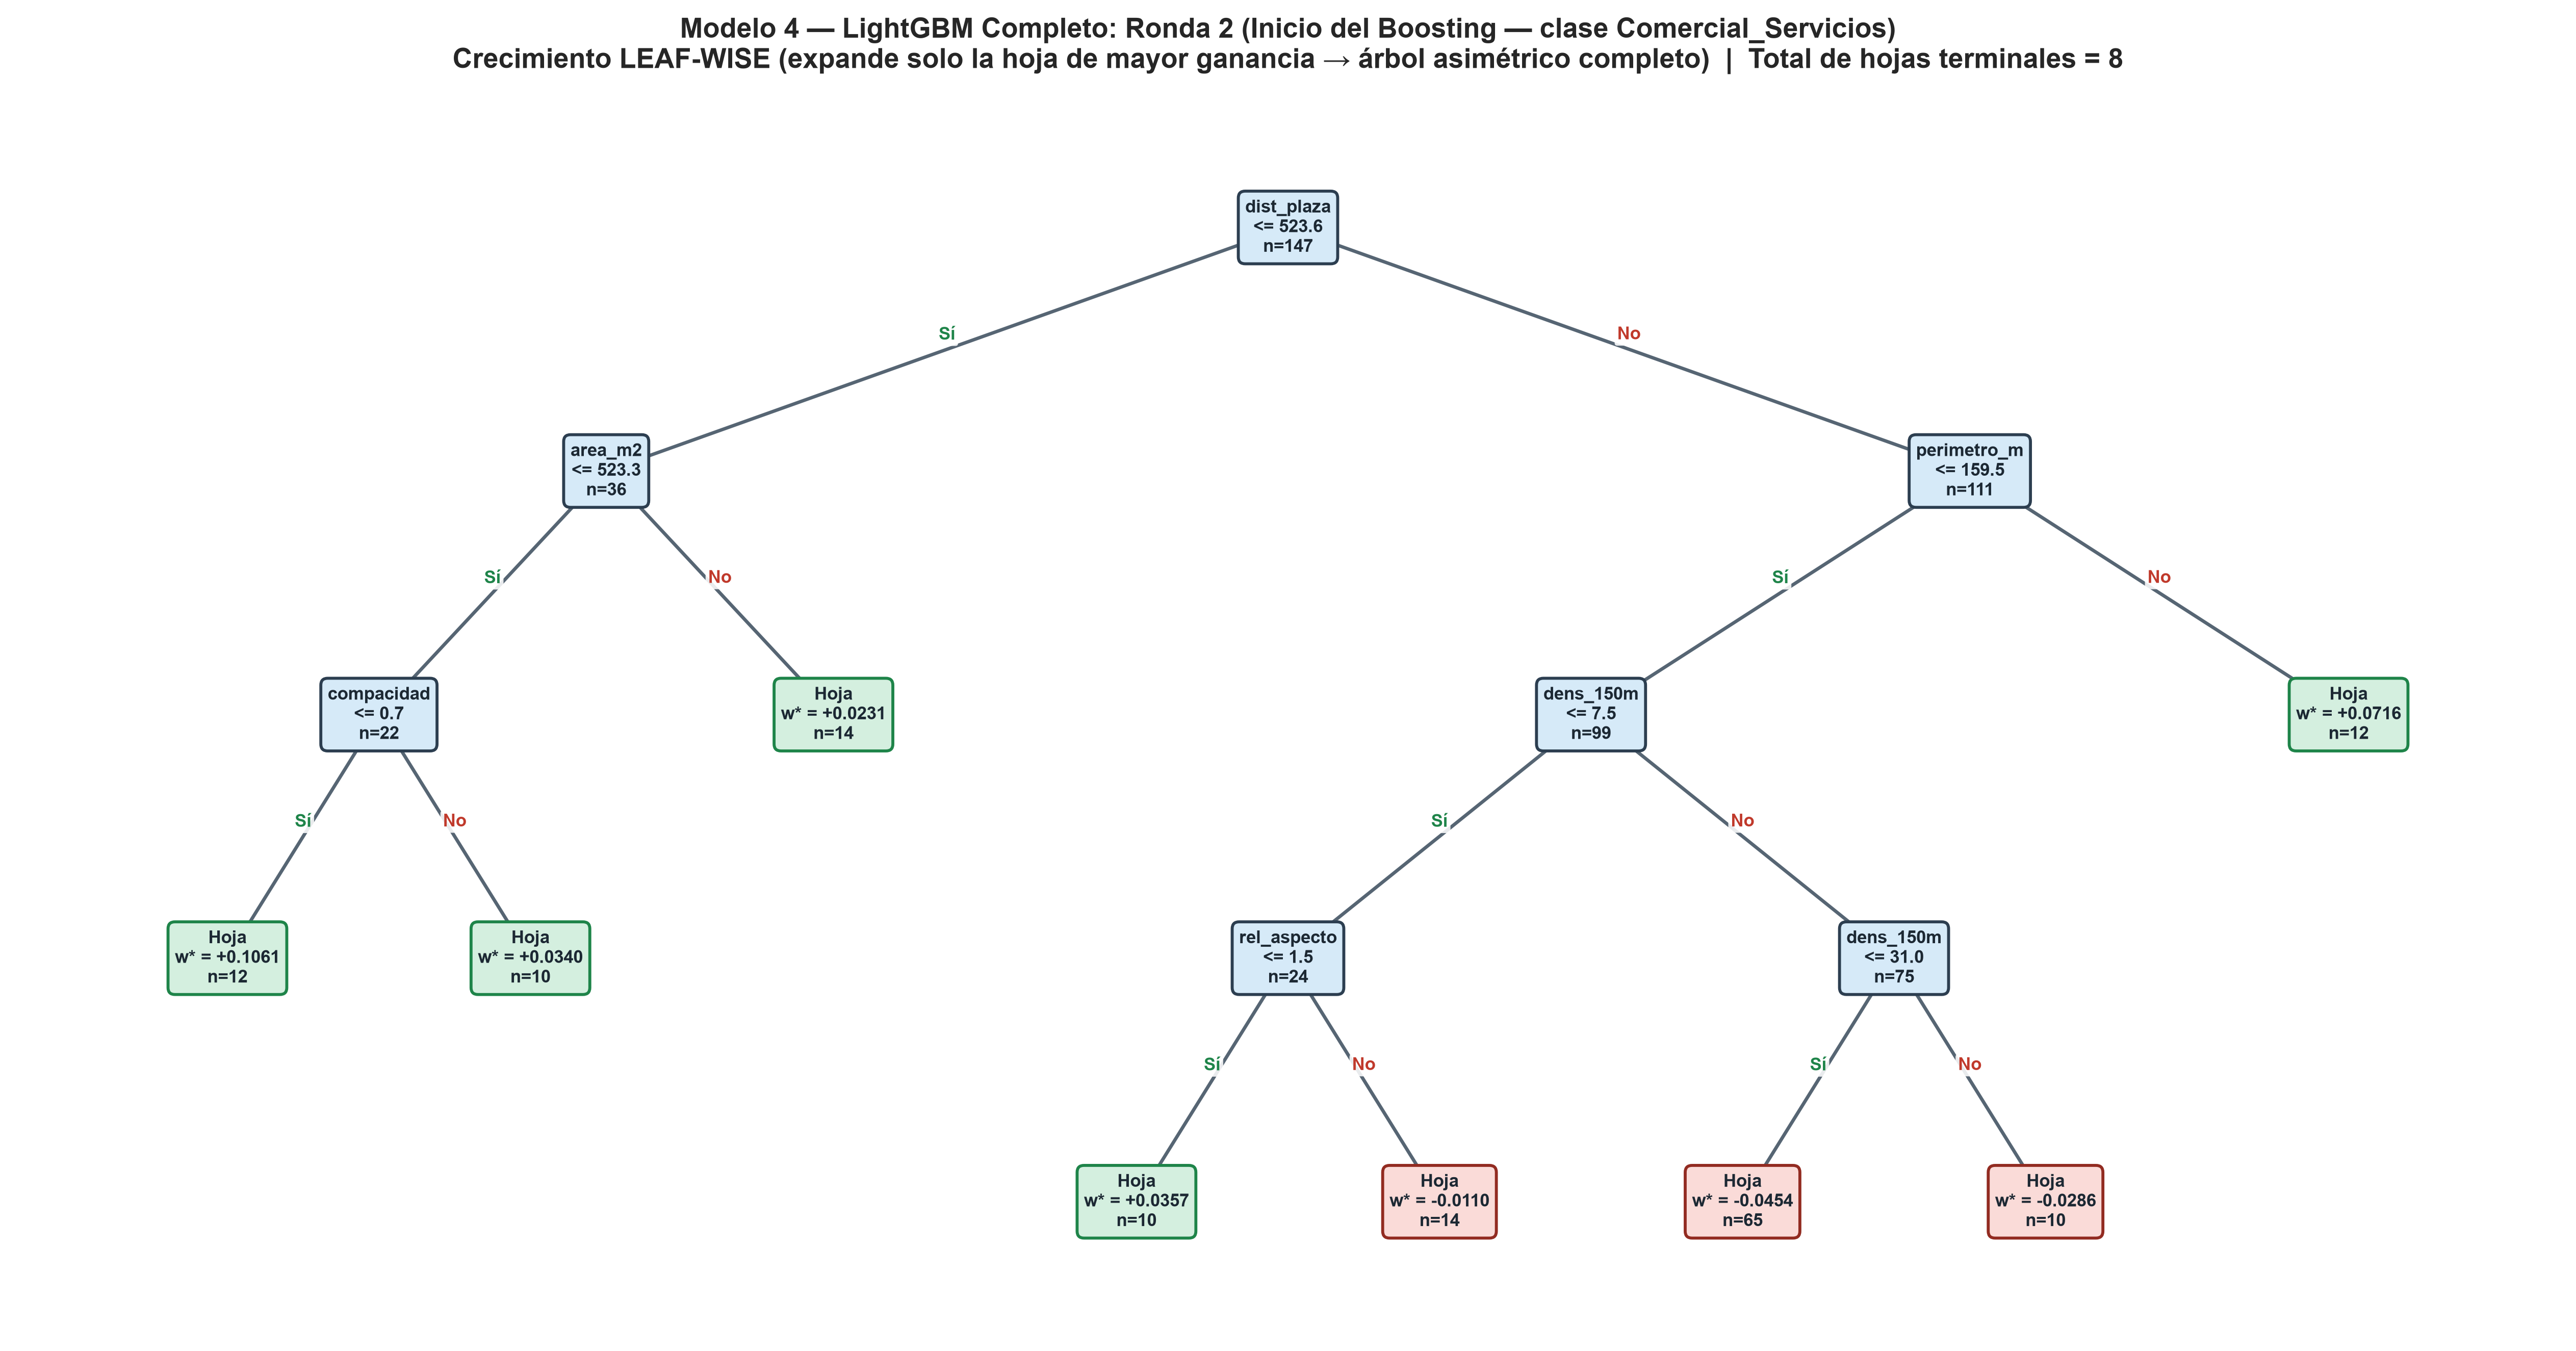 Modelo 4 — LightGBM Completo: Ronda 2 (Inicio del Boosting — clase Comercial_Servicios)
Crecimiento LEAF-WISE (expande solo la hoja de mayor ganancia → árbol asimétrico completo) | Total de hojas terminales = 8
dist_plaza
<= 523.6
n=147
Sí
No
area_m2
<= 523.3
n=36
perimetro_m
<= 159.5
n=111
Sí
No
Sí
No
compacidad
<= 0.7
n=22
Hoja
w* = +0.0231
n=14
dens_150m
<= 7.5
n=99
Hoja
w* = +0.0716
n=12
Sí
No
Sí
No
Hoja
w* = +0.1061
n=12
Hoja
w* = +0.0340
n=10
rel_aspecto
<= 1.5
n=24
dens_150m
<= 31.0
n=75
Sí
No
Sí
No
Hoja
w* = +0.0357
n=10
Hoja
w* = -0.0110
n=14
Hoja
w* = -0.0454
n=65
Hoja
w* = -0.0286
n=10